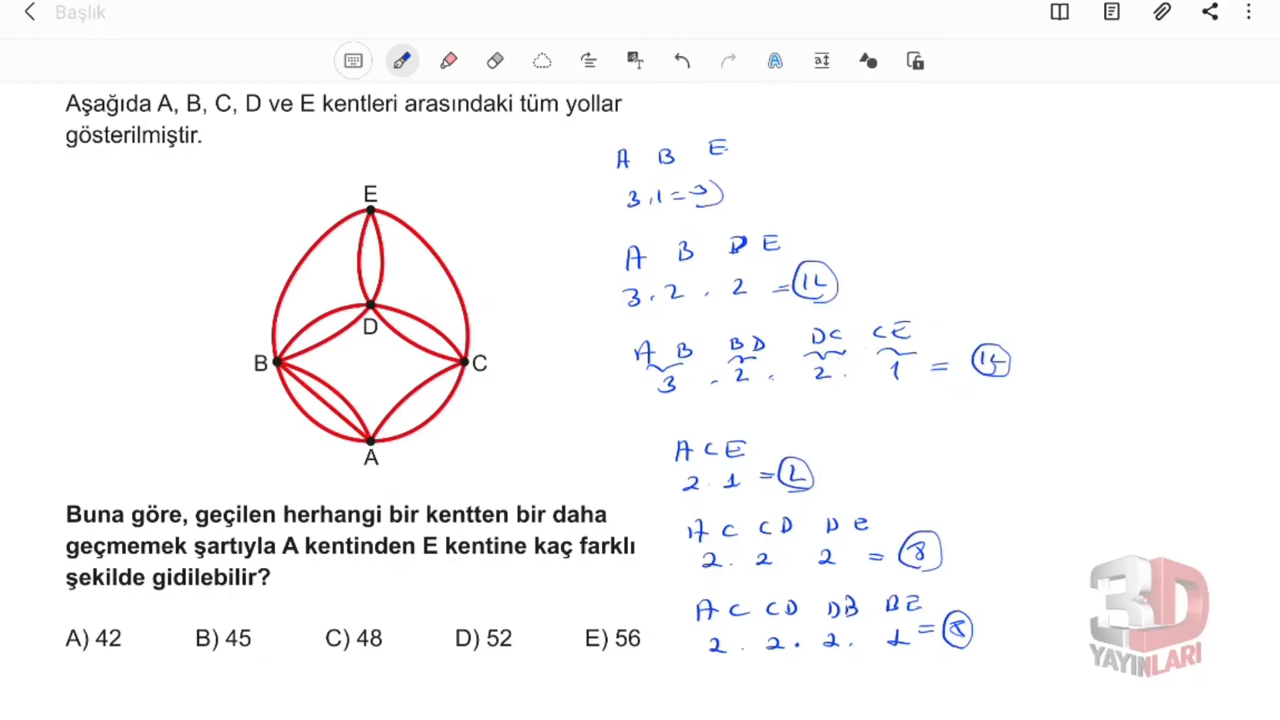 Başlık
Aşağıda A, B, C, D ve E kentleri arasındaki tüm yollar
gösterilmiştir.
E
D
B
C
A
Buna göre, geçilen herhangi bir kentten bir daha
geçmemek şartıyla A kentinden E kentine kaç farklı
şekilde gidilebilir?
A) 42 B) 45 C) 48 D) 52 E) 56
A B E
3.1=3
A B D E
3.2.2=12
A B BD DC CE
3.2.2.1=12
A C E
2.1=2
A C CD D E
2.2 2=8
A C CD DB BE
2.2.2.1=8
3D
YAYINLARI